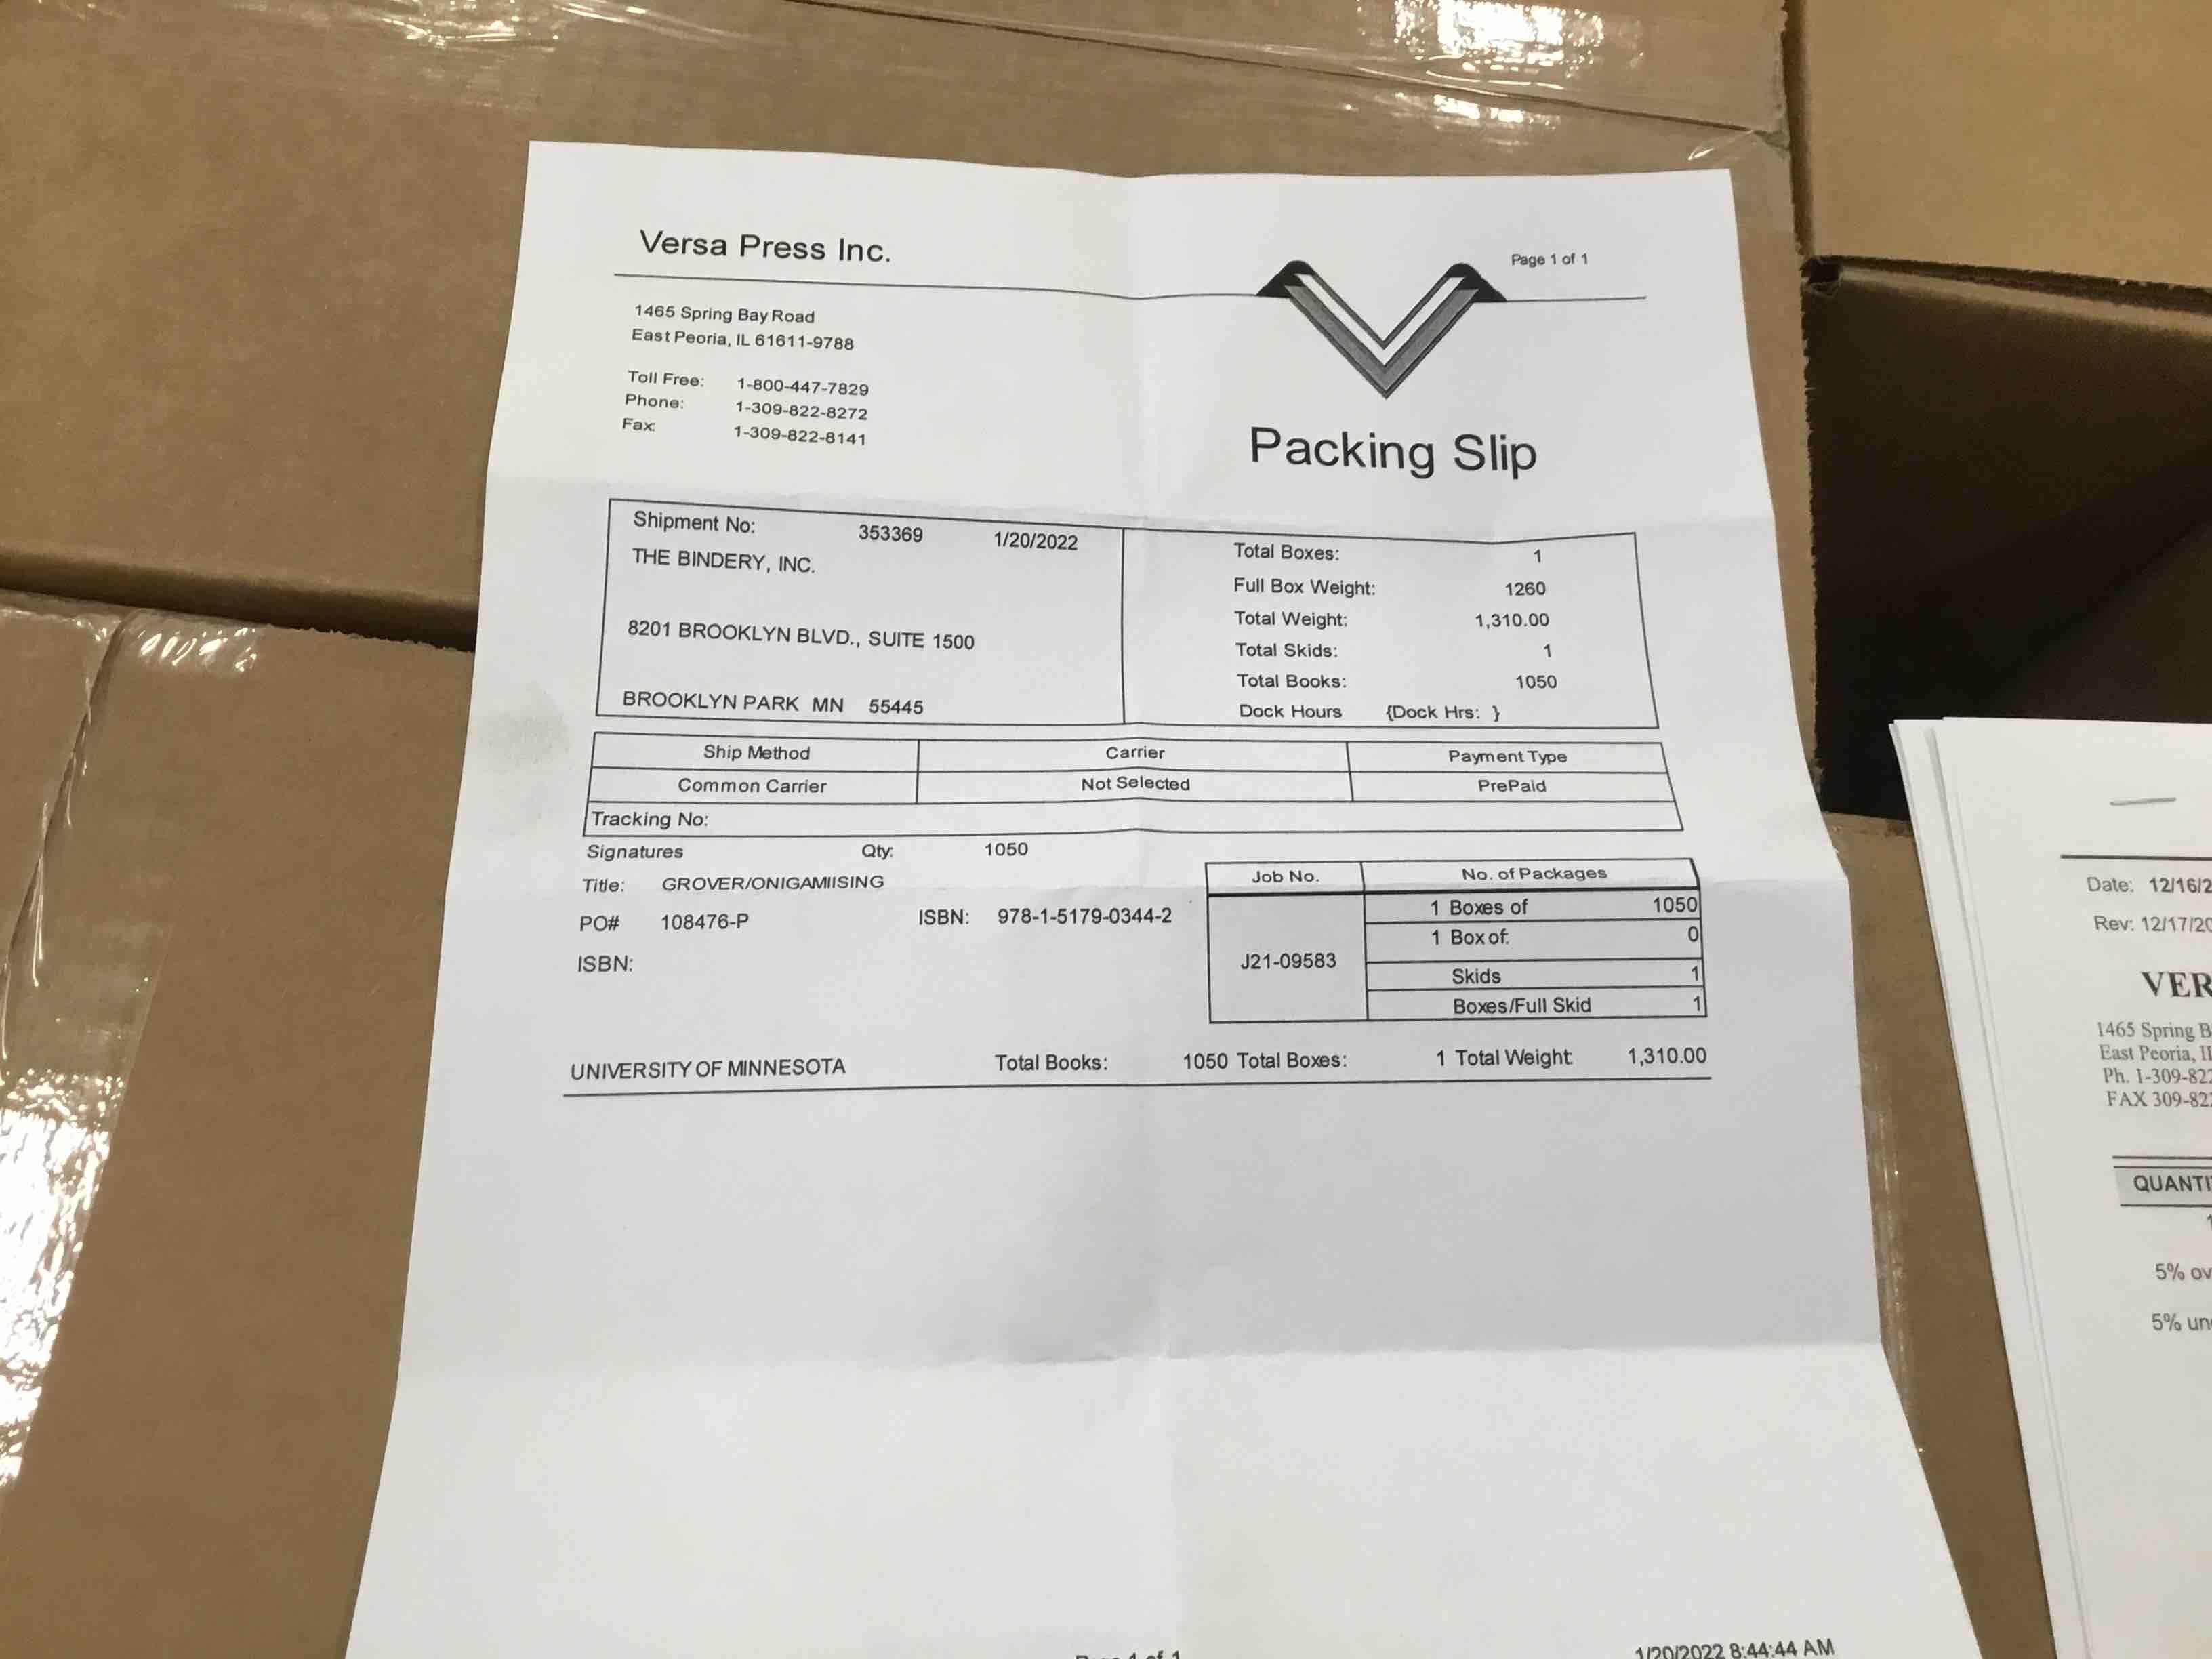 Versa Press Inc.
Page 1 of 1
1465 Spring Bay Road
East Peoria, IL 61611-9788
Toll Free: 1-800-447-7829
Phone: 1-309-822-8272
Fax: 1-309-822-8141
Packing Slip
Shipment No: 353369 1/20/2022
THE BINDERY, INC.
8201 BROOKLYN BLVD., SUITE 1500
BROOKLYN PARK MN 55445
Total Boxes: 1
Full Box Weight: 1260
Total Weight: 1,310.00
Total Skids: 1
Total Books: 1050
Dock Hours {Dock Hrs: }
Ship Method Carrier Payment Type
Common Carrier Not Selected PrePaid
Tracking No:
Signatures Qty: 1050
Title: GROVER/ONIGAMIISING
PO# 108476-P ISBN: 978-1-5179-0344-2
ISBN:
Job No. No. of Packages
J21-09583
1 Boxes of 1050
1 Box of: 0
Skids 1
Boxes/Full Skid 1
UNIVERSITY OF MINNESOTA Total Books: 1050 Total Boxes: 1 Total Weight: 1,310.00
1/20/2022 8:44:44 AM
Date: 12/16/2
Rev: 12/17/20
VER
1465 Spring B
East Peoria, Il
Ph. 1-309-822
FAX 309-82
QUANTI
5% ov
5% un